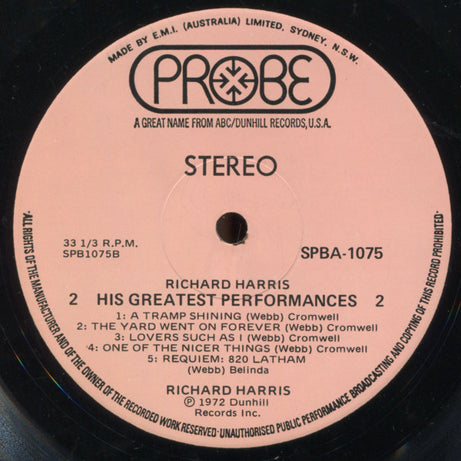 MADE BY E.M.I. (AUSTRALIA) LIMITED, SYDNEY, N.S.W.
PROBE
A GREAT NAME FROM ABC/DUNHILL RECORDS, U.S.A.
STEREO
33 1/3 R.P.M.
SPB1075B
SPBA-1075
RICHARD HARRIS
2 HIS GREATEST PERFORMANCES 2
1: A TRAMP SHINING (Webb) Cromwell
2: THE YARD WENT ON FOREVER (Webb) Cromwell
3: LOVERS SUCH AS I (Webb) Cromwell
4: ONE OF THE NICER THINGS (Webb) Cromwell
5: REQUIEM: 820 LATHAM
(Webb) Belinda
RICHARD HARRIS
℗ 1972 Dunhill
Records Inc.
-ALL RIGHTS OF THE MANUFACTURER AND OF THE OWNER OF THE RECORDED WORK RESERVED·UNAUTHORISED PUBLIC PERFORMANCE BROADCASTING AND COPYING OF THIS RECORD PROHIBITED-